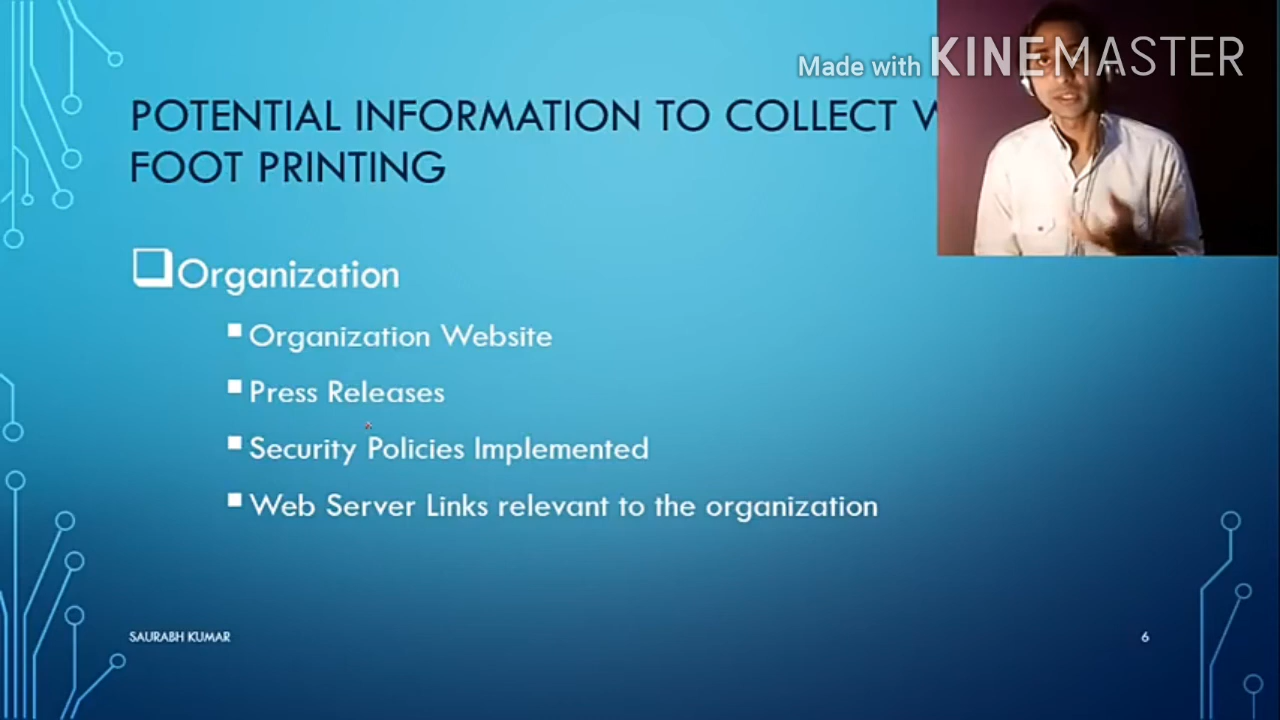 Made with KINEMASTER
POTENTIAL INFORMATION TO COLLECT
FOOT PRINTING
Organization
Organization Website
Press Releases
Security Policies Implemented
Web Server Links relevant to the organization
SAURABH KUMAR
6